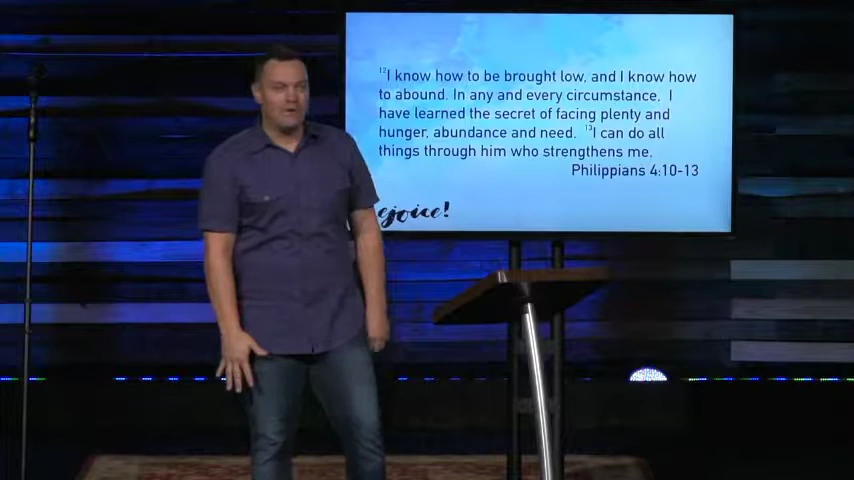 ¹²I know how to be brought low, and I know how
to abound. In any and every circumstance, I
have learned the secret of facing plenty and
hunger, abundance and need. ¹³I can do all
things through him who strengthens me.
Philippians 4:10-13
ejoice!